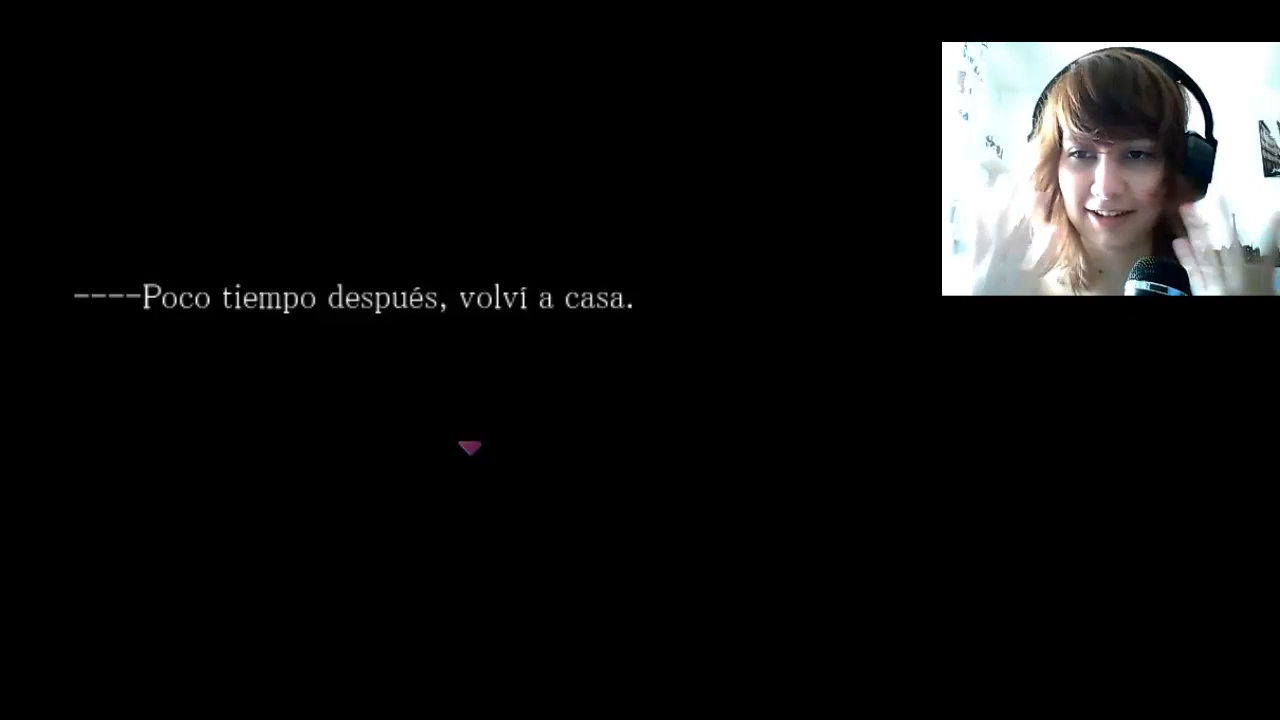 ----Poco tiempo después, volví a casa.